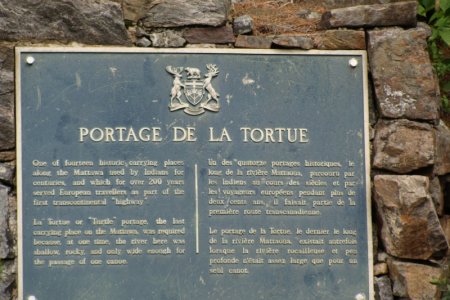 PORTAGE DE LA TORTUE
One of fourteen historic carrying places
along the Mattawa used by Indians for
centuries, and which for over 200 years
served European travellers as part of the
first transcontinental "highway"
La Tortue or "Turtle" portage, the last
carrying place on the Mattawa, was required
because, at one time, the river here was
shallow, rocky, and only wide enough for
the passage of one canoe.
Un des quatorze portages historiques, le
long de la rivière Mattaoua, parcouru par
les Indiens au cours des siècles et par
les voyageurs européens pendant plus de
deux cents ans, il faisait partie de la
première route transcanadienne.
Le portage de la Tortue, le dernier le long
de la rivière Mattaoua, existait autrefois
lorsque la rivière rocailleuse et peu
profonde n'était assez large que pour un
seul canot.